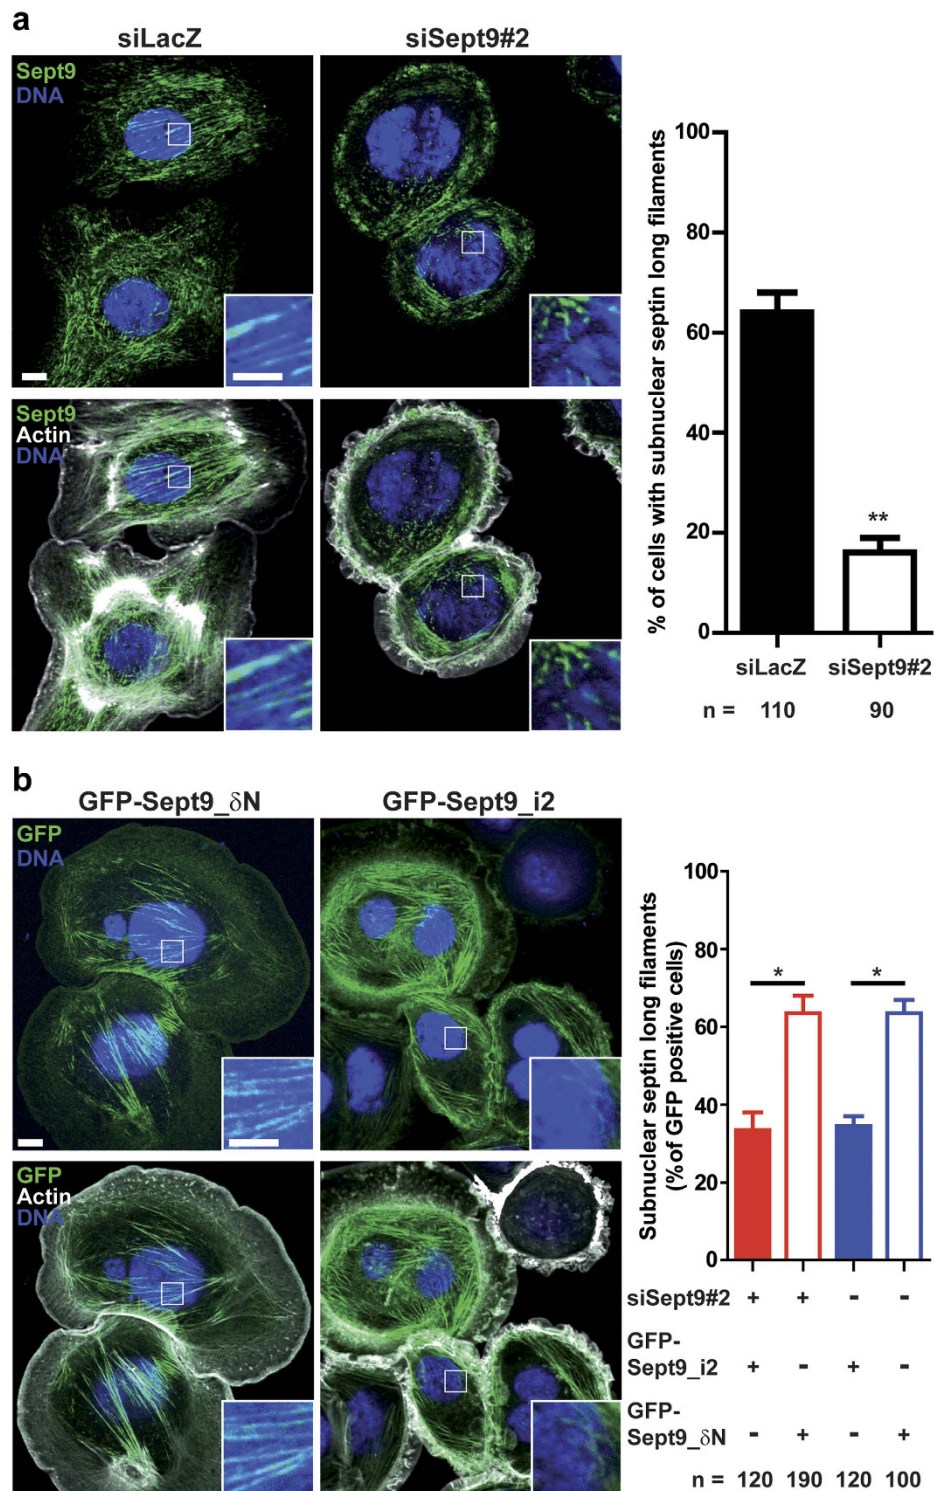 a
siLacZ
siSept9#2
Sept9
DNA
Sept9
Actin
DNA
% of cells with subnuclear septin long filaments
100
80
60
40
20
0
**
siLacZ
siSept9#2
n = 110 90
b
GFP-Sept9_δN
GFP-Sept9_i2
GFP
DNA
GFP
Actin
DNA
Subnuclear septin long filaments
(%of GFP positive cells)
100
80
60
40
20
0
* *
siSept9#2 + + - -
GFP-
Sept9_i2 + - + -
GFP-
Sept9_δN - + - +
n = 120 190 120 100